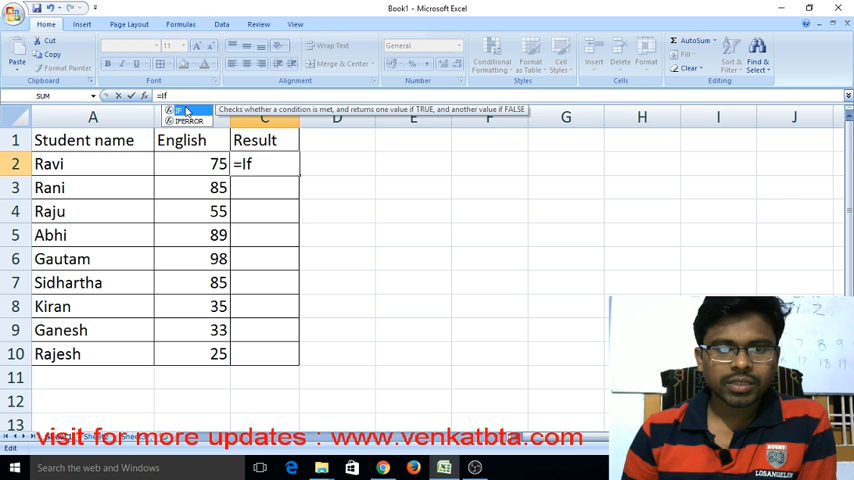 Book1 - Microsoft Excel
Home Insert Page Layout Formulas Data Review View
Cut
Copy
Paste
Format Painter
Clipboard
11
Font
Wrap Text
Merge & Center
Alignment
General
Number
Conditional Formatting
Format as Table
Cell Styles
Styles
Insert Delete Format
Cells
AutoSum
Fill
Clear
Sort & Filter
Find & Select
Editing
SUM
=If
IF
IFERROR
Checks whether a condition is met, and returns one value if TRUE, and another value if FALSE
A B C D E F G H I J
1 Student name English Result
2 Ravi 75 =If
3 Rani 85
4 Raju 55
5 Abhi 89
6 Gautam 98
7 Sidhartha 85
8 Kiran 35
9 Ganesh 33
10 Rajesh 25
11
12
13
visit for more updates : www.venkatbta.com
Edit
Search the web and Windows
LOSANGELES